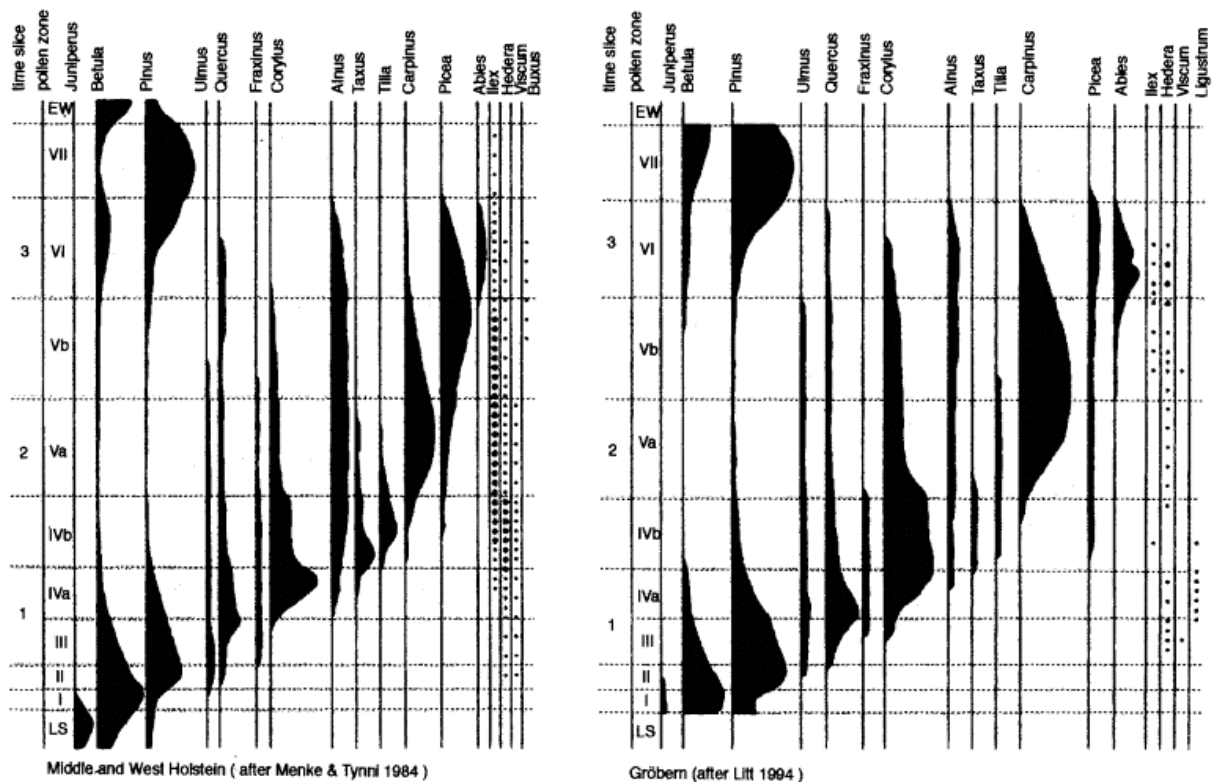 time slice
pollen zone
Juniperus
Betula
Pinus
Ulmus
Quercus
Fraxinus
Corylus
Alnus
Taxus
Tilia
Carpinus
Picea
Abies
Ilex
Hedera
Viscum
Buxus
EW
VII
3
VI
Vb
2
Va
IVb
IVa
1
III
II
I
LS
Middle and West Holstein ( after Menke & Tynni 1984 )
time slice
pollen zone
Juniperus
Betula
Pinus
Ulmus
Quercus
Fraxinus
Corylus
Alnus
Taxus
Tilia
Carpinus
Picea
Abies
Ilex
Hedera
Viscum
Ligustrum
EW
VII
3
VI
Vb
2
Va
IVb
IVa
1
III
II
I
LS
Gröbern (after Litt 1994 )